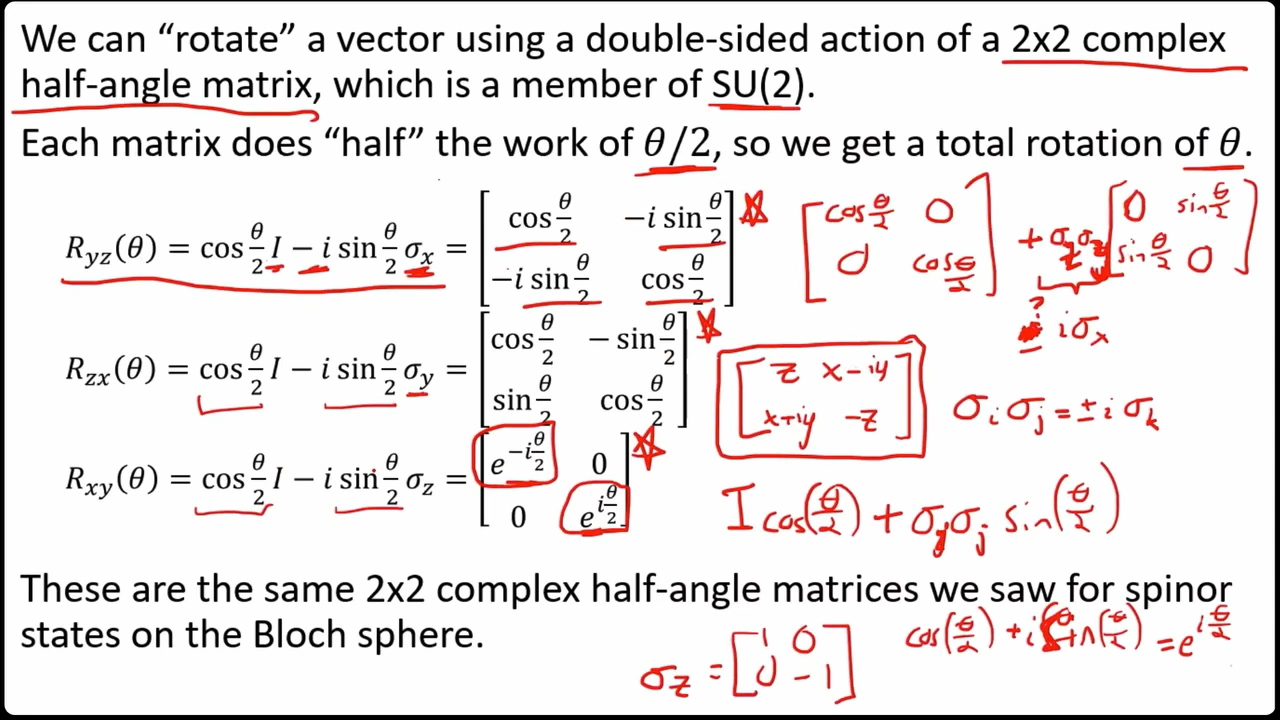 We can “rotate” a vector using a double-sided action of a 2x2 complex
half-angle matrix, which is a member of SU(2).
Each matrix does “half” the work of θ/2, so we get a total rotation of θ.
R_yz(θ) = cos θ/2 I − i sin θ/2 σ_x = [cos θ/2 −i sin θ/2; −i sin θ/2 cos θ/2]
[cos θ/2 0; 0 cos θ/2] + σ_y σ_z [0 sin θ/2; sin θ/2 0]
? i σ_x
R_zx(θ) = cos θ/2 I − i sin θ/2 σ_y = [cos θ/2 − sin θ/2; sin θ/2 cos θ/2]
[z x−iy; x+iy −z]
σ_i σ_j = ± i σ_k
R_xy(θ) = cos θ/2 I − i sin θ/2 σ_z = [e^{−iθ/2} 0; 0 e^{iθ/2}]
I cos(θ/2) + σ_i σ_j sin(θ/2)
These are the same 2x2 complex half-angle matrices we saw for spinor
states on the Bloch sphere.
cos(θ/2) + i sin(θ/2) = e^{iθ/2}
σ_z = [1 0; 0 −1]